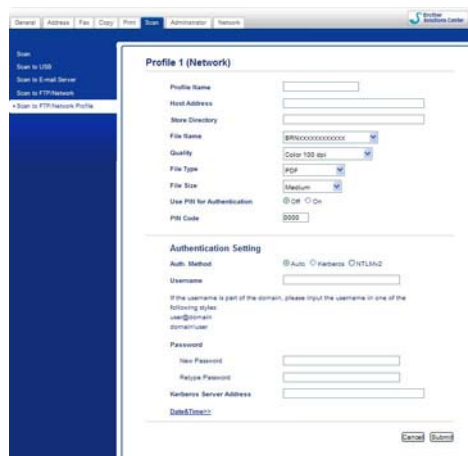 General Address Fax Copy Print Scan Administrator Network
Brother Solutions Center
Scan
Scan to USB
Scan to E-mail Server
Scan to FTP/Network
Scan to FTP/Network Profile
Profile 1 (Network)
Profile Name
Host Address
Store Directory
File Name BRNXXXXXXXXXXXX
Quality Color 100 dpi
File Type PDF
File Size Medium
Use PIN for Authentication Off On
PIN Code 0000
Authentication Setting
Auth. Method Auto Kerberos NTLMv2
Username
If the username is part of the domain, please input the username in one of the
following styles
user@domain
domain\user
Password
New Password
Retype Password
Kerberos Server Address
Date&Time>>
Cancel Submit